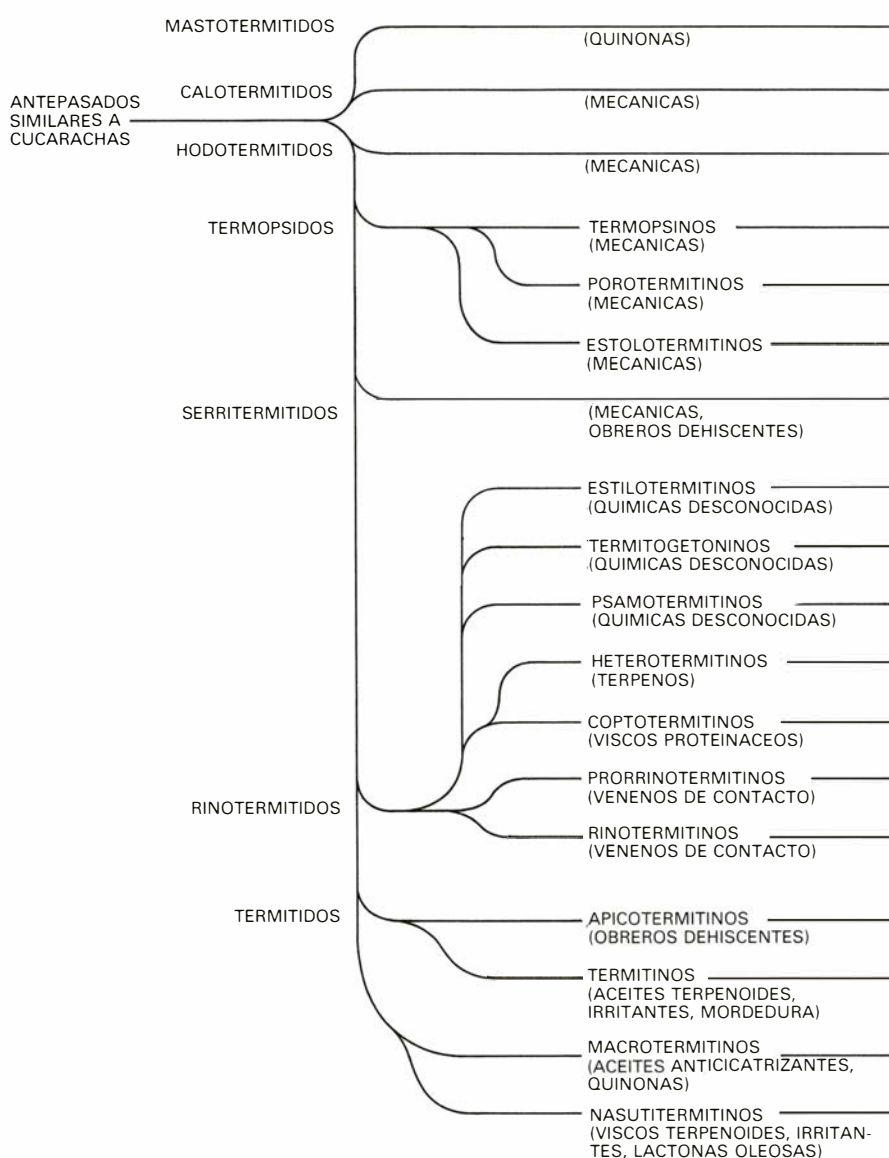 MASTOTERMITIDOS
(QUINONAS)
ANTEPASADOS
SIMILARES A
CUCARACHAS
CALOTERMITIDOS
(MECANICAS)
HODOTERMITIDOS
(MECANICAS)
TERMOPSIDOS
TERMOPSINOS
(MECANICAS)
POROTERMITINOS
(MECANICAS)
ESTOLOTERMITINOS
(MECANICAS)
SERRITERMITIDOS
(MECANICAS,
OBREROS DEHISCENTES)
ESTILOTERMITINOS
(QUIMICAS DESCONOCIDAS)
TERMITOGETONINOS
(QUIMICAS DESCONOCIDAS)
PSAMOTERMITINOS
(QUIMICAS DESCONOCIDAS)
HETEROTERMITINOS
(TERPENOS)
COPTOTERMITINOS
(VISCOS PROTEINACEOS)
RINOTERMITIDOS
PRORRINOTERMITINOS
(VENENOS DE CONTACTO)
RINOTERMITINOS
(VENENOS DE CONTACTO)
TERMITIDOS
APICOTERMITINOS
(OBREROS DEHISCENTES)
TERMITINOS
(ACEITES TERPENOIDES,
IRRITANTES, MORDEDURA)
MACROTERMITINOS
(ACEITES ANTICICATRIZANTES,
QUINONAS)
NASUTITERMITINOS
(VISCOS TERPENOIDES, IRRITAN-
TES, LACTONAS OLEOSAS)